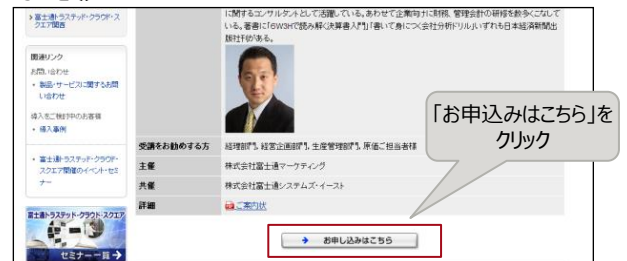 富士通トラステッド・クラウド・スクエア関西
関連リンク
お問い合わせ
製品・サービスに関するお問い合わせ
導入をご検討中のお客様
導入事例
富士通トラステッド・クラウド・スクエア開催のイベント・セミナー
富士通トラステッド・クラウド・スクエア
セミナー一覧
に関するコンサルタントとして活躍している。あわせて企業向けに財務、管理会計の研修を数多くこなして
いる。著書に「5W3Hで読み解く決算書入門」「書いて身につく会社分析ドリル」いずれも日本経済新聞出
版社刊がある。
受講をお勧めする方 経理部門、経営企画部門、生産管理部門、原価ご担当者様
主催 株式会社富士通マーケティング
共催 株式会社富士通システムズ・イースト
詳細 ご案内状
お申し込みはこちら
「お申込みはこちら」を
クリック